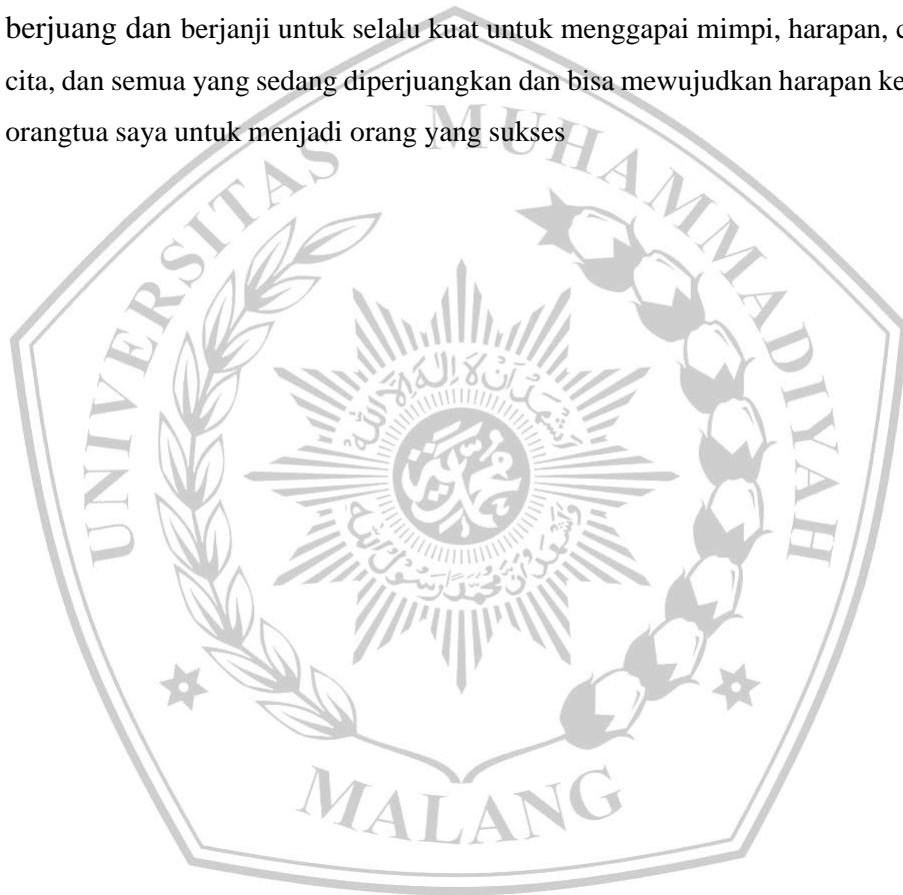 berjuang dan berjanji untuk selalu kuat untuk menggapai mimpi, harapan,
cita, dan semua yang sedang diperjuangkan dan bisa mewujudkan harapan
orangtua saya untuk menjadi orang yang sukses
UNIVERSITAS MUHAMMADIYAH
MALANG